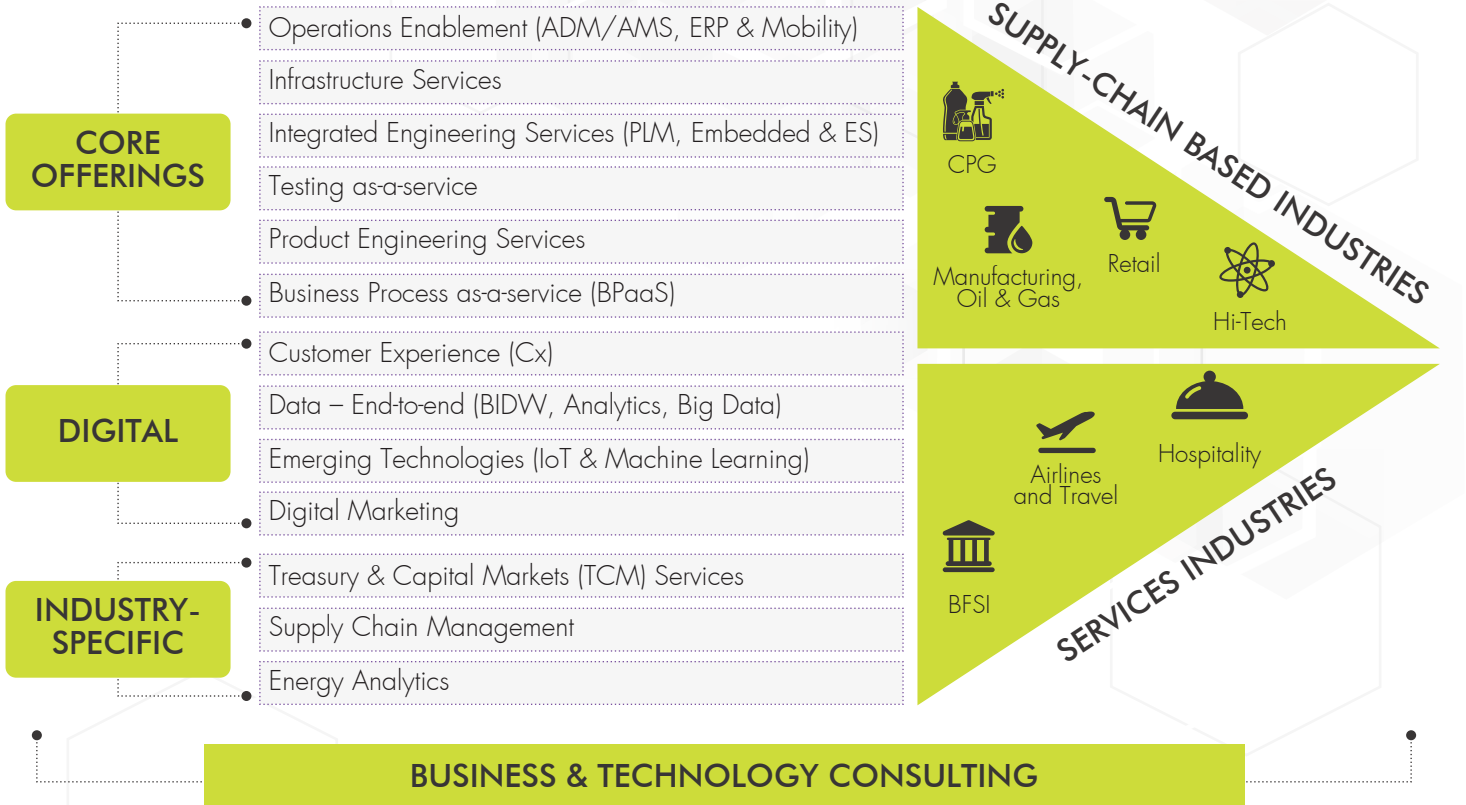 CORE
OFFERINGS
Operations Enablement (ADM/AMS, ERP & Mobility)
Infrastructure Services
Integrated Engineering Services (PLM, Embedded & ES)
Testing as-a-service
Product Engineering Services
Business Process as-a-service (BPaaS)
DIGITAL
Customer Experience (Cx)
Data – End-to-end (BIDW, Analytics, Big Data)
Emerging Technologies (IoT & Machine Learning)
Digital Marketing
INDUSTRY-
SPECIFIC
Treasury & Capital Markets (TCM) Services
Supply Chain Management
Energy Analytics
SUPPLY-CHAIN BASED INDUSTRIES
CPG
Manufacturing,
Oil & Gas
Retail
Hi-Tech
Hospitality
Airlines
and Travel
BFSI
SERVICES INDUSTRIES
BUSINESS & TECHNOLOGY CONSULTING